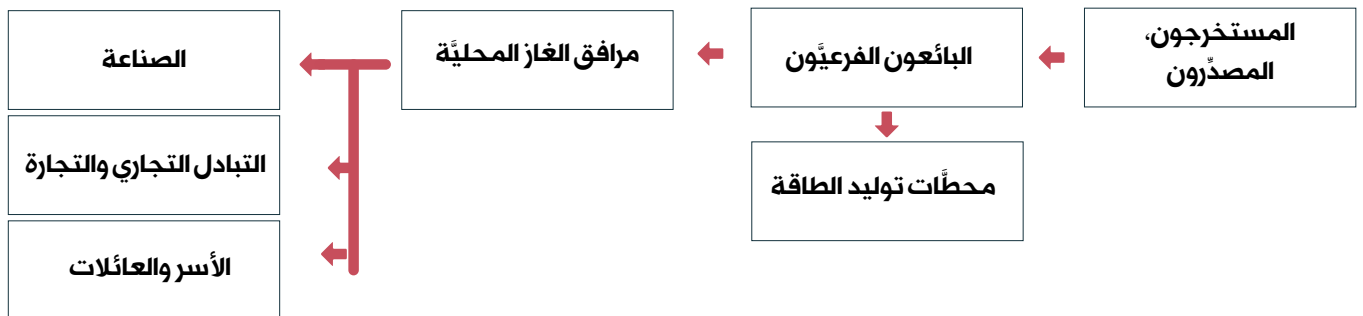 المستخرجون،
المصدِّرون
البائعون الفرعيَّون
مرافق الغاز المحليَّة
الصناعة
التبادل التجاري والتجارة
الأسر والعائلات
محطَّات توليد الطاقة